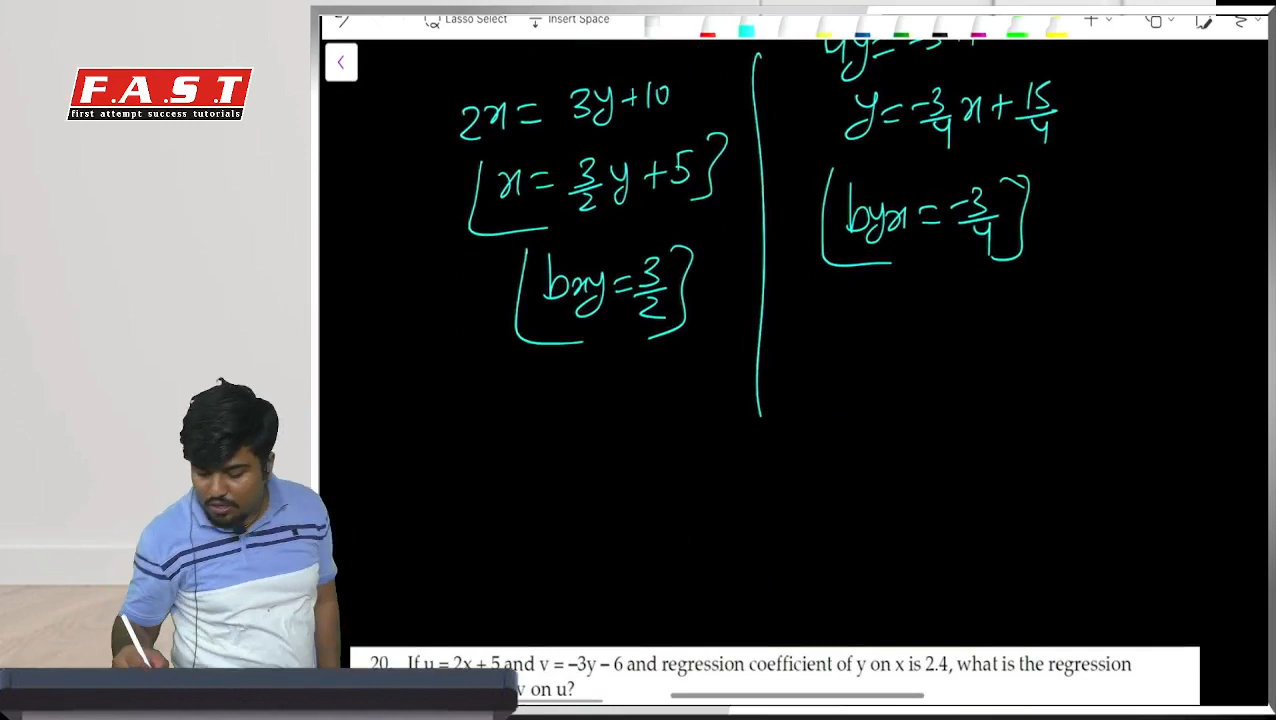 Lasso Select
Insert Space
F.A.S.T
first attempt success tutorials
2x = 3y + 10
x = 3/2 y + 5
bxy = 3/2
4y =
y = -3/4 x + 15/4
byx = -3/4
20. If u = 2x + 5 and v = –3y – 6 and regression coefficient of y on x is 2.4, what is the regression
v on u?